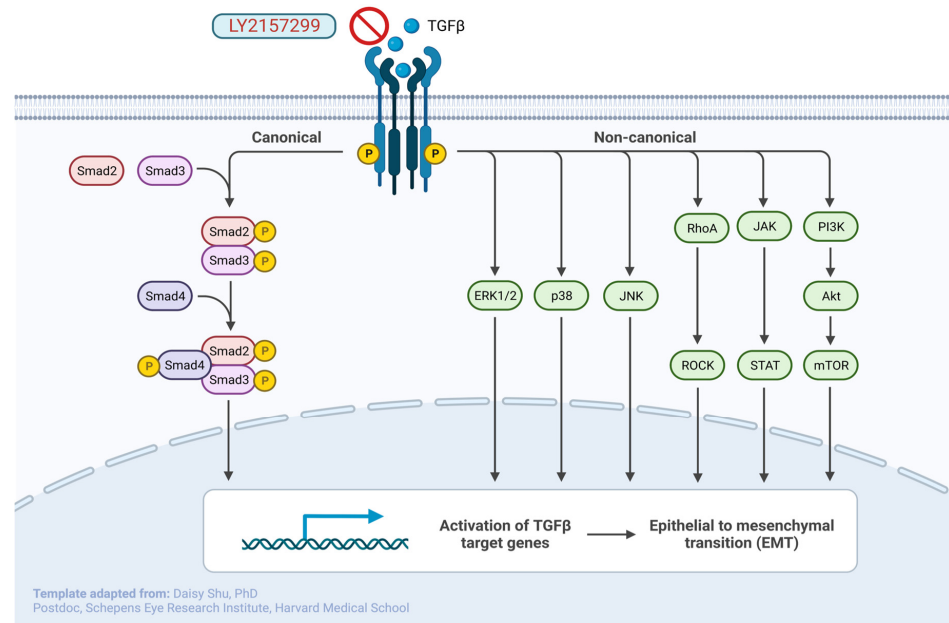 LY2157299
TGFβ
Canonical
Non-canonical
P
P
Smad2
Smad3
Smad2
P
Smad3
P
RhoA
JAK
PI3K
Smad4
ERK1/2
p38
JNK
Akt
P
Smad4
Smad2
P
Smad3
P
ROCK
STAT
mTOR
Activation of TGFβ
target genes
Epithelial to mesenchymal
transition (EMT)
Template adapted from: Daisy Shu, PhD
Postdoc, Schepens Eye Research Institute, Harvard Medical School